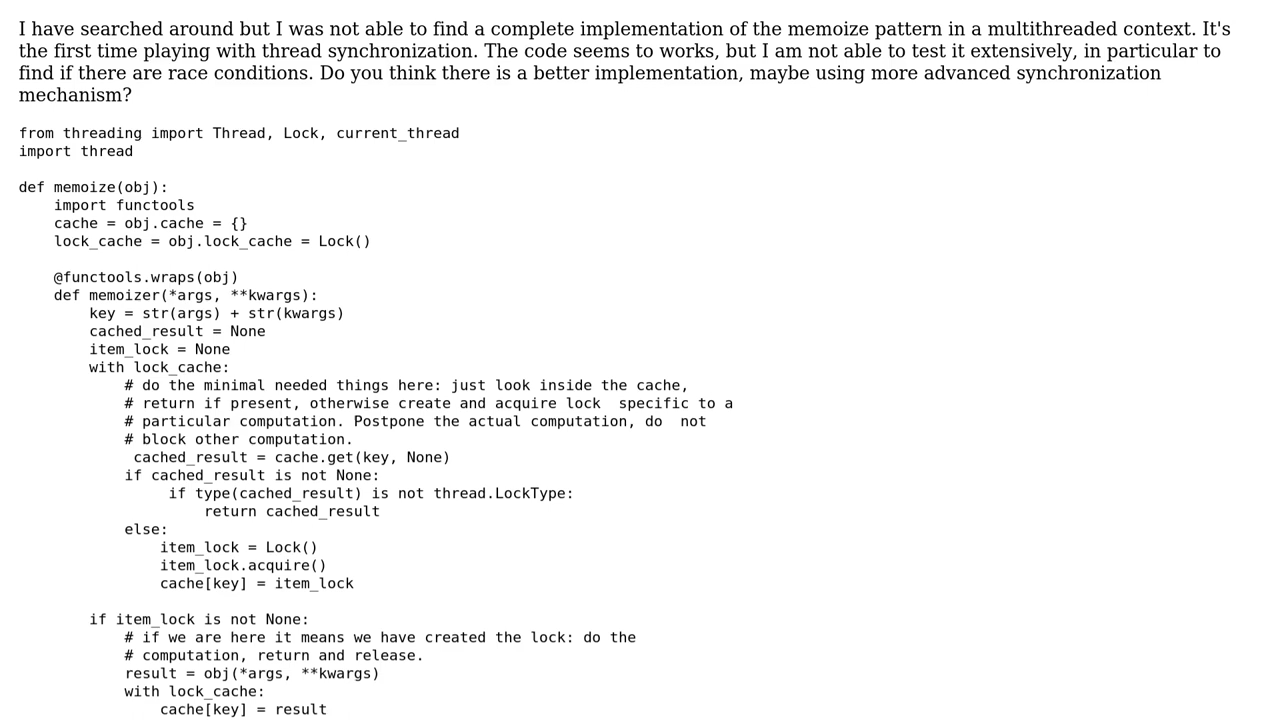 I have searched around but I was not able to find a complete implementation of the memoize pattern in a multithreaded context. It's
the first time playing with thread synchronization. The code seems to works, but I am not able to test it extensively, in particular to
find if there are race conditions. Do you think there is a better implementation, maybe using more advanced synchronization
mechanism?
from threading import Thread, Lock, current_thread
import thread
def memoize(obj):
    import functools
    cache = obj.cache = {}
    lock_cache = obj.lock_cache = Lock()
    @functools.wraps(obj)
    def memoizer(*args, **kwargs):
        key = str(args) + str(kwargs)
        cached_result = None
        item_lock = None
        with lock_cache:
            # do the minimal needed things here: just look inside the cache,
            # return if present, otherwise create and acquire lock  specific to a
            # particular computation. Postpone the actual computation, do  not
            # block other computation.
             cached_result = cache.get(key, None)
            if cached_result is not None:
                 if type(cached_result) is not thread.LockType:
                     return cached_result
            else:
                item_lock = Lock()
                item_lock.acquire()
                cache[key] = item_lock
        if item_lock is not None:
            # if we are here it means we have created the lock: do the
            # computation, return and release.
            result = obj(*args, **kwargs)
            with lock_cache:
                cache[key] = result